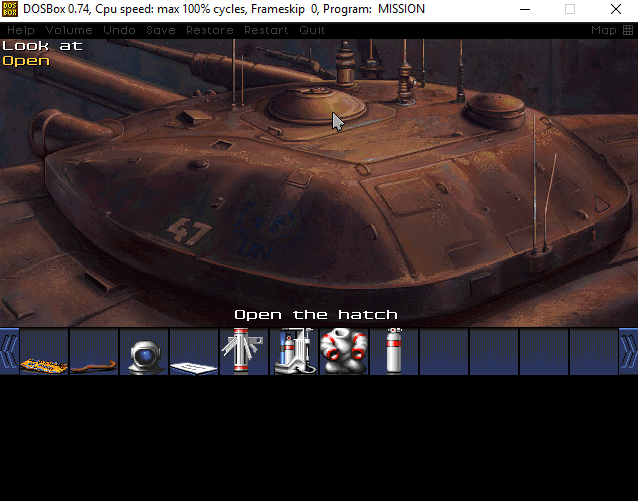 DOSBox 0.74, Cpu speed: max 100% cycles, Frameskip 0, Program: MISSION
Help Volume Undo Save Restore Restart Quit Map
Look at
Open
47
UN
Open the hatch